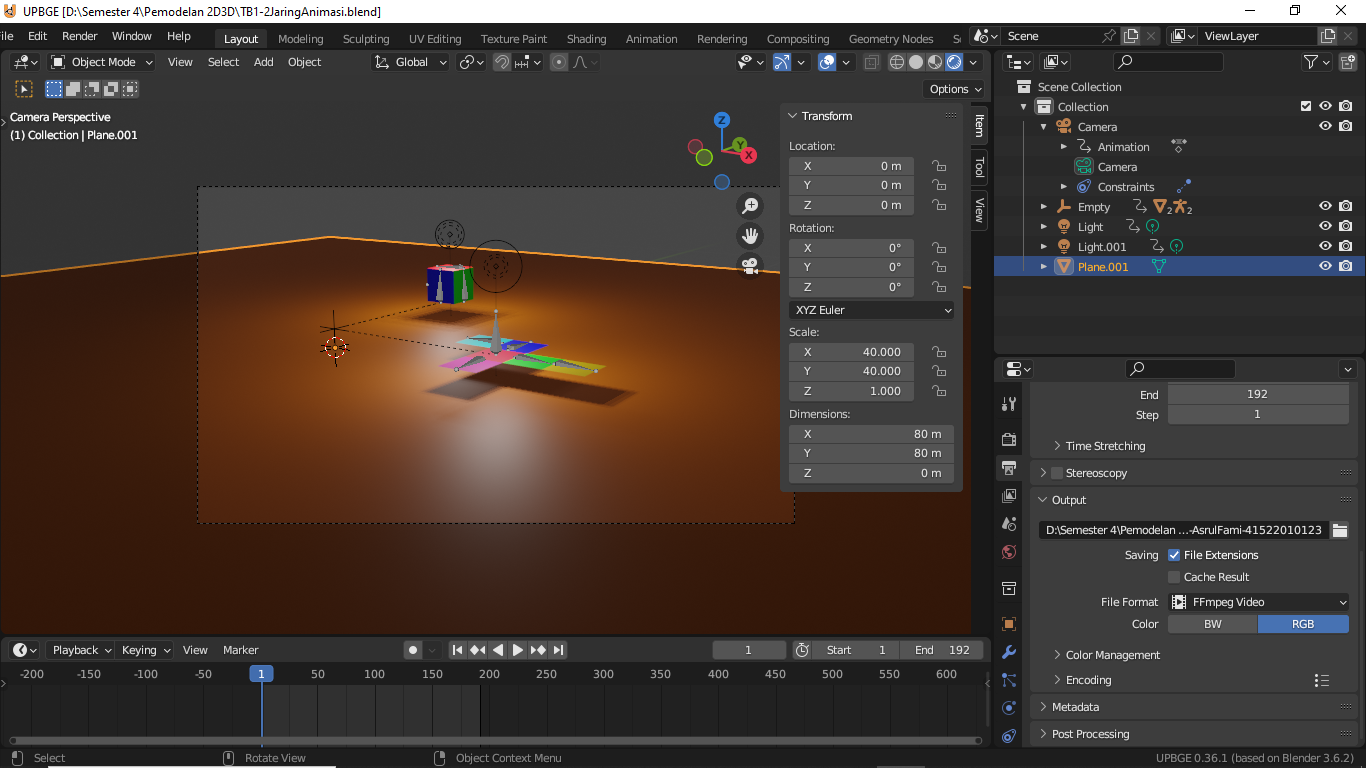 UPBGE [D:\Semester 4\Pemodelan 2D3D\TB1-2JaringAnimasi.blend]
ile Edit Render Window Help Layout Modeling Sculpting UV Editing Texture Paint Shading Animation Rendering Compositing Geometry Nodes Sc Scene ViewLayer
Object Mode View Select Add Object Global
Options
Camera Perspective
(1) Collection | Plane.001
Z
Y
X
Transform
Location:
X 0 m
Y 0 m
Z 0 m
Rotation:
X 0°
Y 0°
Z 0°
XYZ Euler
Scale:
X 40.000
Y 40.000
Z 1.000
Dimensions:
X 80 m
Y 80 m
Z 0 m
Item
Tool
View
Scene Collection
Collection
Camera
Animation
Camera
Constraints
Empty 2 2
Light
Light.001
Plane.001
End 192
Step 1
Time Stretching
Stereoscopy
Output
D:\Semester 4\Pemodelan ...-AsrulFami-41522010123
Saving File Extensions
Cache Result
File Format FFmpeg Video
Color BW RGB
Color Management
Encoding
Metadata
Post Processing
Playback Keying View Marker 1 Start 1 End 192
-200 -150 -100 -50 1 50 100 150 200 250 300 350 400 450 500 550 600
Select Rotate View Object Context Menu UPBGE 0.36.1 (based on Blender 3.6.2)